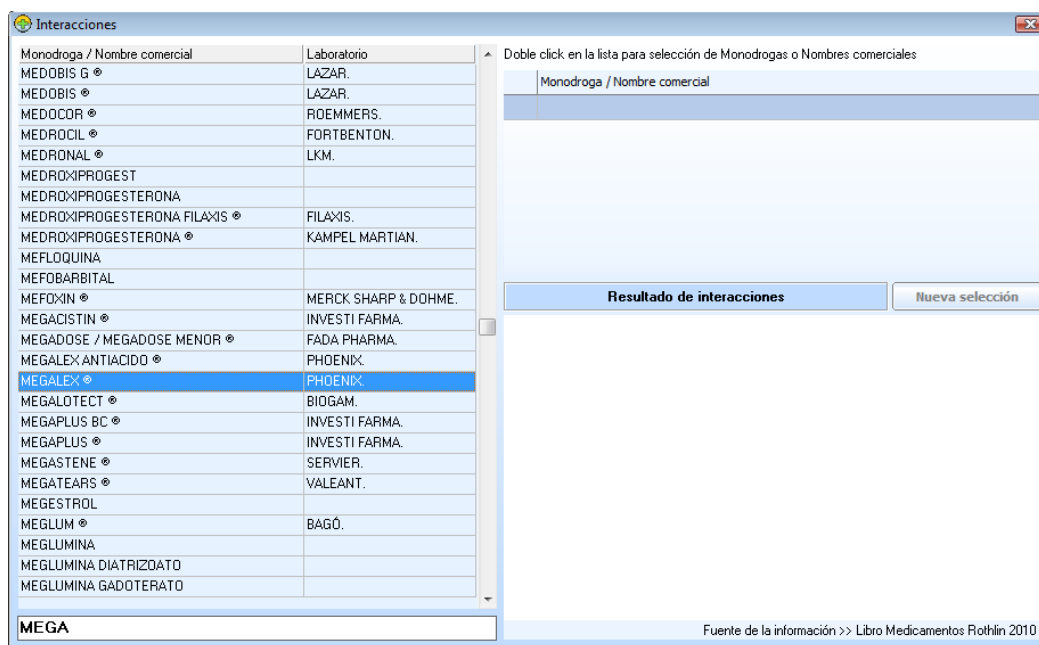 Interacciones
Monodroga / Nombre comercial Laboratorio
MEDOBIS G ® LAZAR.
MEDOBIS ® LAZAR.
MEDOCOR ® ROEMMERS.
MEDROCIL ® FORTBENTON.
MEDRONAL ® LKM.
MEDROXIPROGEST
MEDROXIPROGESTERONA
MEDROXIPROGESTERONA FILAXIS ® FILAXIS.
MEDROXIPROGESTERONA ® KAMPEL MARTIAN.
MEFLOQUINA
MEFOBARBITAL
MEFOXIN ® MERCK SHARP & DOHME.
MEGACISTIN ® INVESTI FARMA.
MEGADOSE / MEGADOSE MENOR ® FADA PHARMA.
MEGALEX ANTIACIDO ® PHOENIX.
MEGALEX ® PHOENIX.
MEGALOTECT ® BIOGAM.
MEGAPLUS BC ® INVESTI FARMA.
MEGAPLUS ® INVESTI FARMA.
MEGASTENE ® SERVIER.
MEGATEARS ® VALEANT.
MEGESTROL
MEGLUM ® BAGÓ.
MEGLUMINA
MEGLUMINA DIATRIZOATO
MEGLUMINA GADOTERATO
MEGA
Doble click en la lista para selección de Monodrogas o Nombres comerciales
Monodroga / Nombre comercial
Resultado de interacciones
Nueva selección
Fuente de la información >> Libro Medicamentos Rothlin 2010